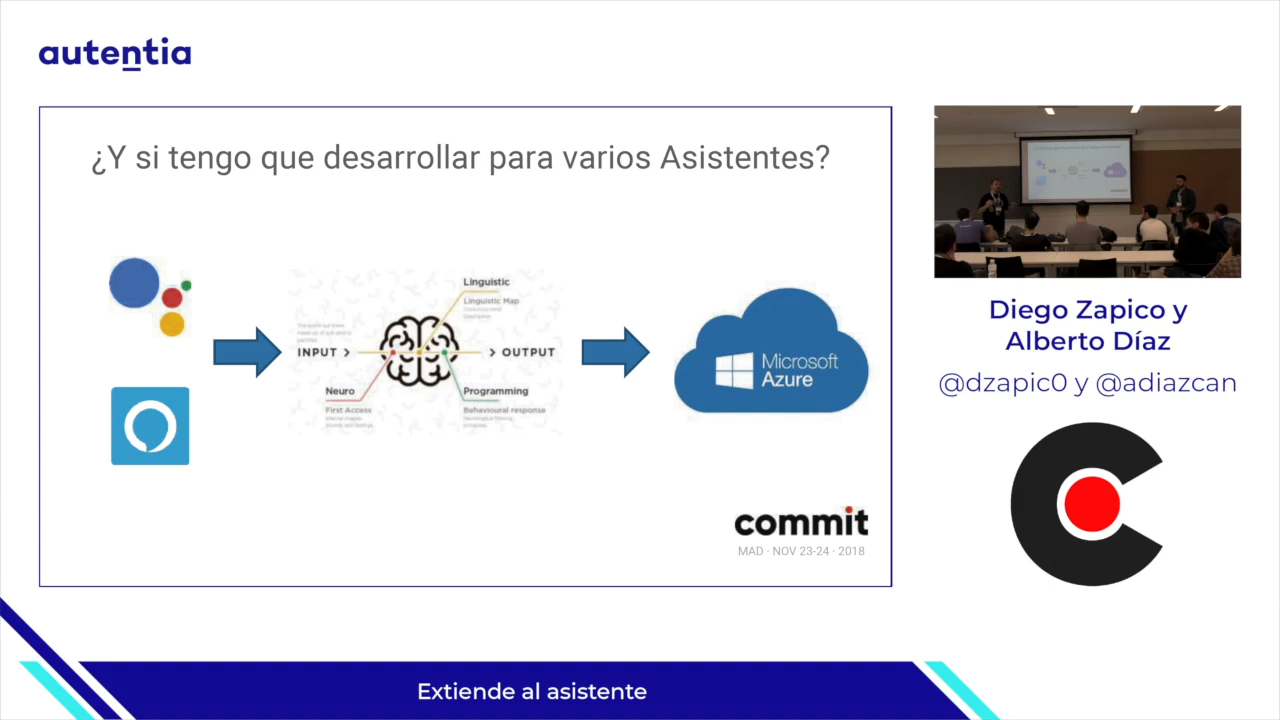 autentia
¿Y si tengo que desarrollar para varios Asistentes?
Linguistic
Linguistic Map
INPUT >
> OUTPUT
Neuro
Programming
First Access
Behavioural response
Microsoft
Azure
commit
MAD · NOV 23-24 · 2018
Diego Zapico y
Alberto Díaz
@dzapic0 y @adiazcan
Extiende al asistente